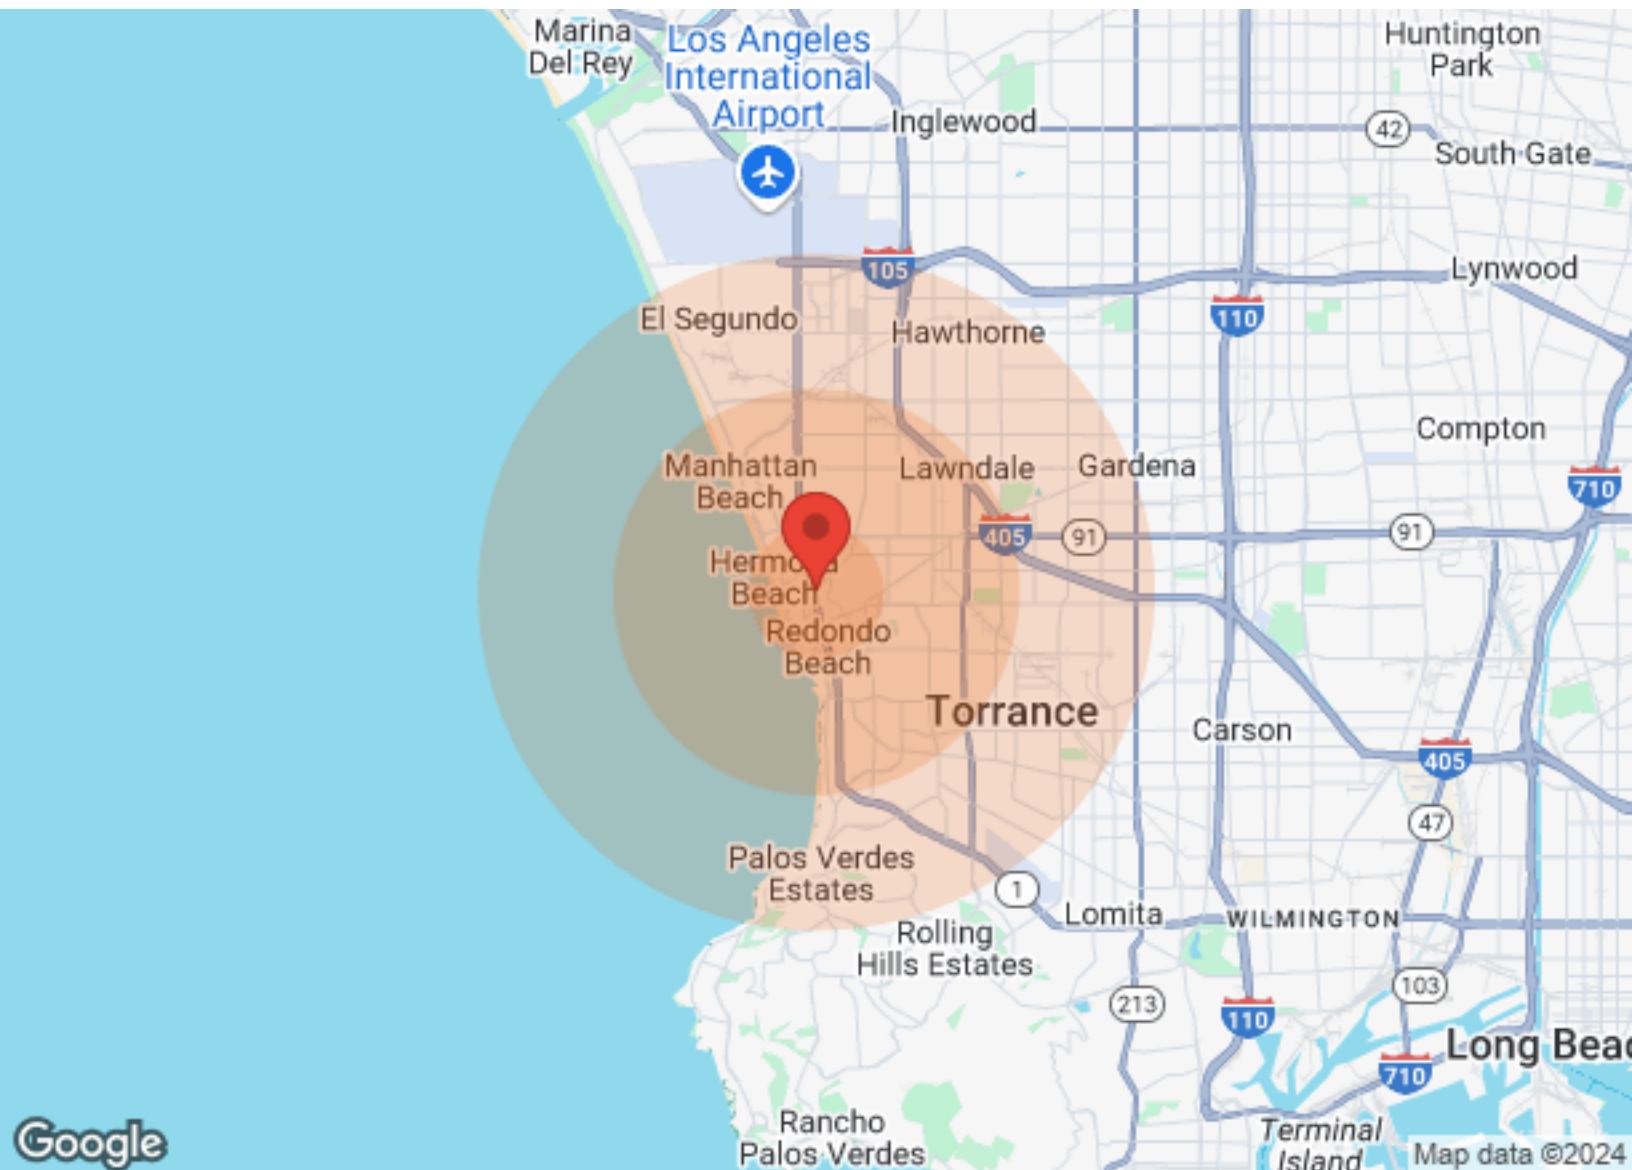 Marina
Del Rey
Los Angeles
International
Airport
Huntington
Park
Inglewood
42
South Gate
105
Lynwood
El Segundo
110
Hawthorne
Compton
Manhattan
Beach
Lawndale
Gardena
710
405
91
91
Hermosa
Beach
Redondo
Beach
Torrance
Carson
405
47
Palos Verdes
Estates
1
Lomita
WILMINGTON
Rolling
Hills Estates
103
213
110
Long Beac
710
Rancho
Palos Verdes
Terminal
Island
Google
Map data ©2024